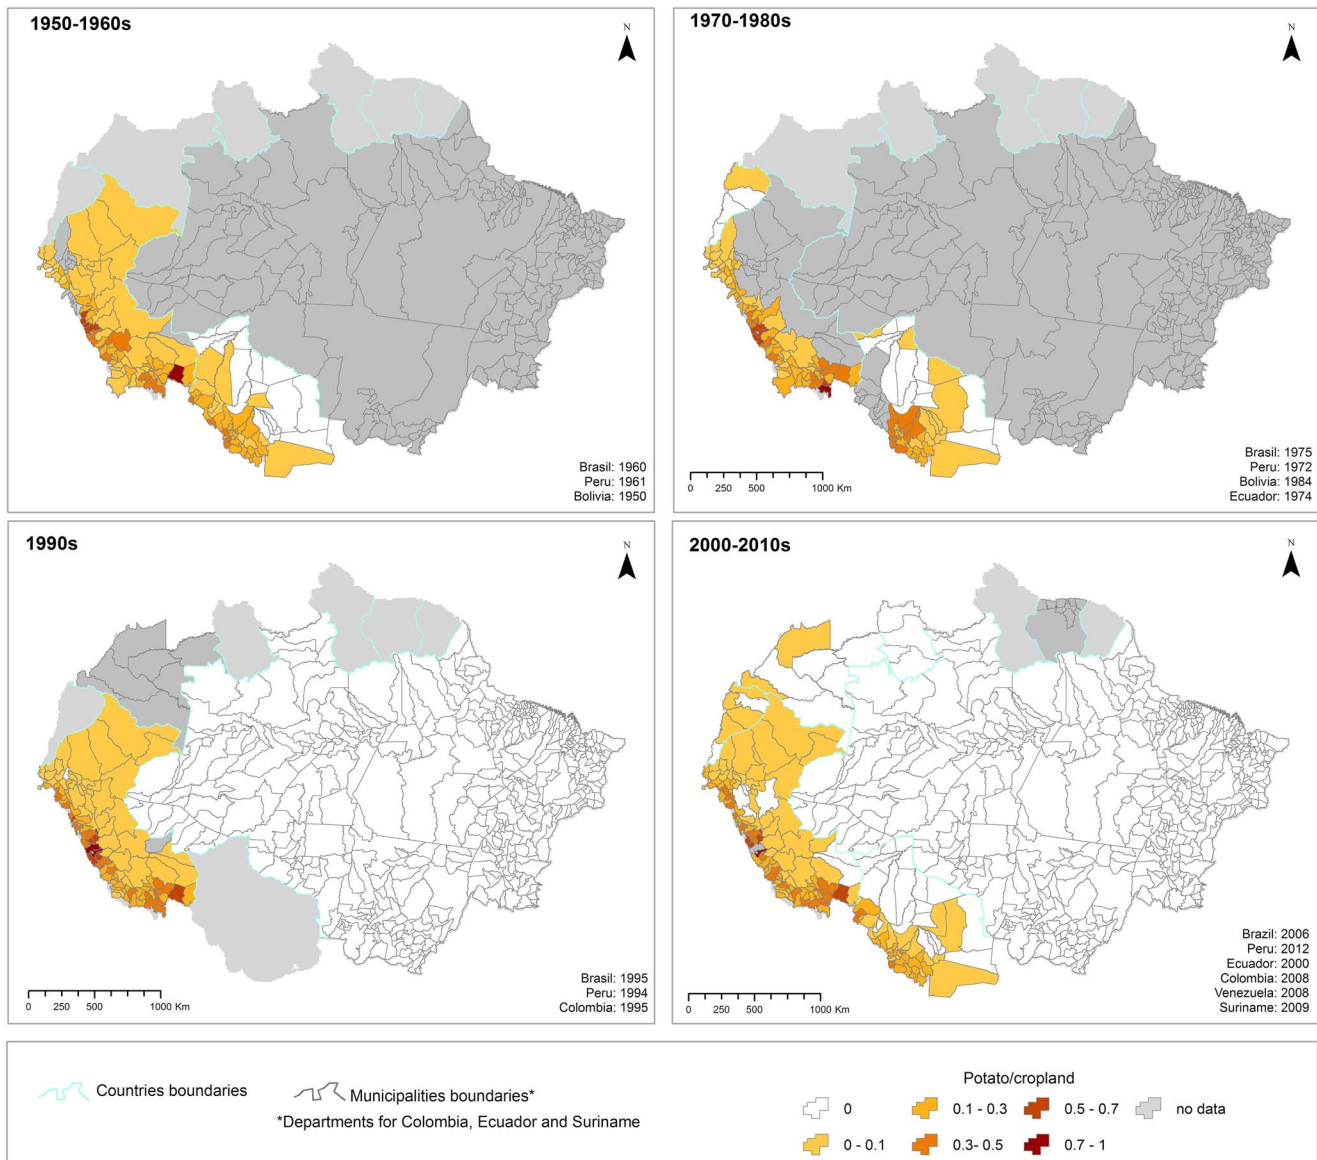 1950-1960s
N
Brasil: 1960
Peru: 1961
Bolivia: 1950
1970-1980s
N
0 250 500 1000 Km
Brasil: 1975
Peru: 1972
Bolivia: 1984
Ecuador: 1974
1990s
N
0 250 500 1000 Km
Brasil: 1995
Peru: 1994
Colombia: 1995
2000-2010s
N
0 250 500 1000 Km
Brazil: 2006
Peru: 2012
Ecuador: 2000
Colombia: 2008
Venezuela: 2008
Suriname: 2009
Countries boundaries
Municipalities boundaries*
*Departments for Colombia, Ecuador and Suriname
Potato/cropland
0 0.1 - 0.3 0.5 - 0.7 no data
0 - 0.1 0.3- 0.5 0.7 - 1